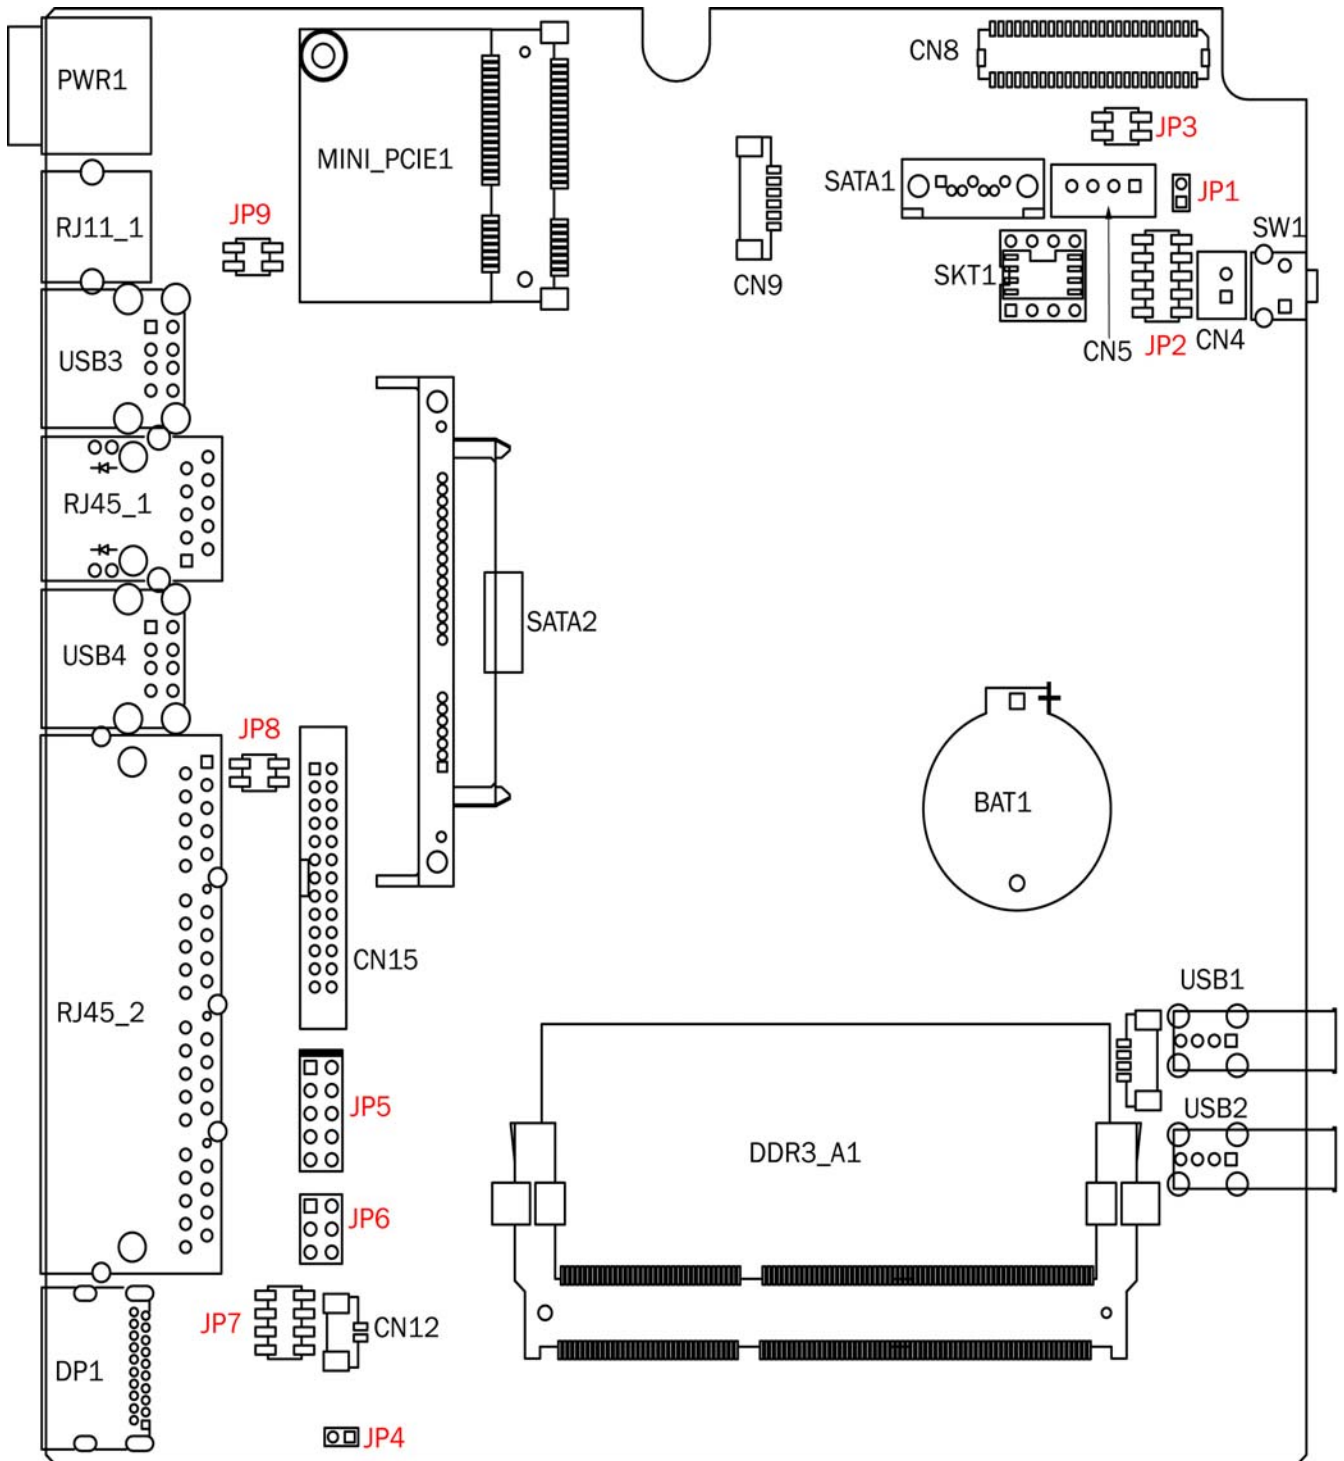 CN8
PWR1
JP3
MINI_PCIE1
SATA1
JP1
JP9
RJ11_1
SW1
SKT1
CN9
CN4
CN5
JP2
USB3
RJ45_1
SATA2
USB4
JP8
BAT1
CN15
USB1
RJ45_2
JP5
USB2
DDR3_A1
JP6
JP7
CN12
DP1
JP4